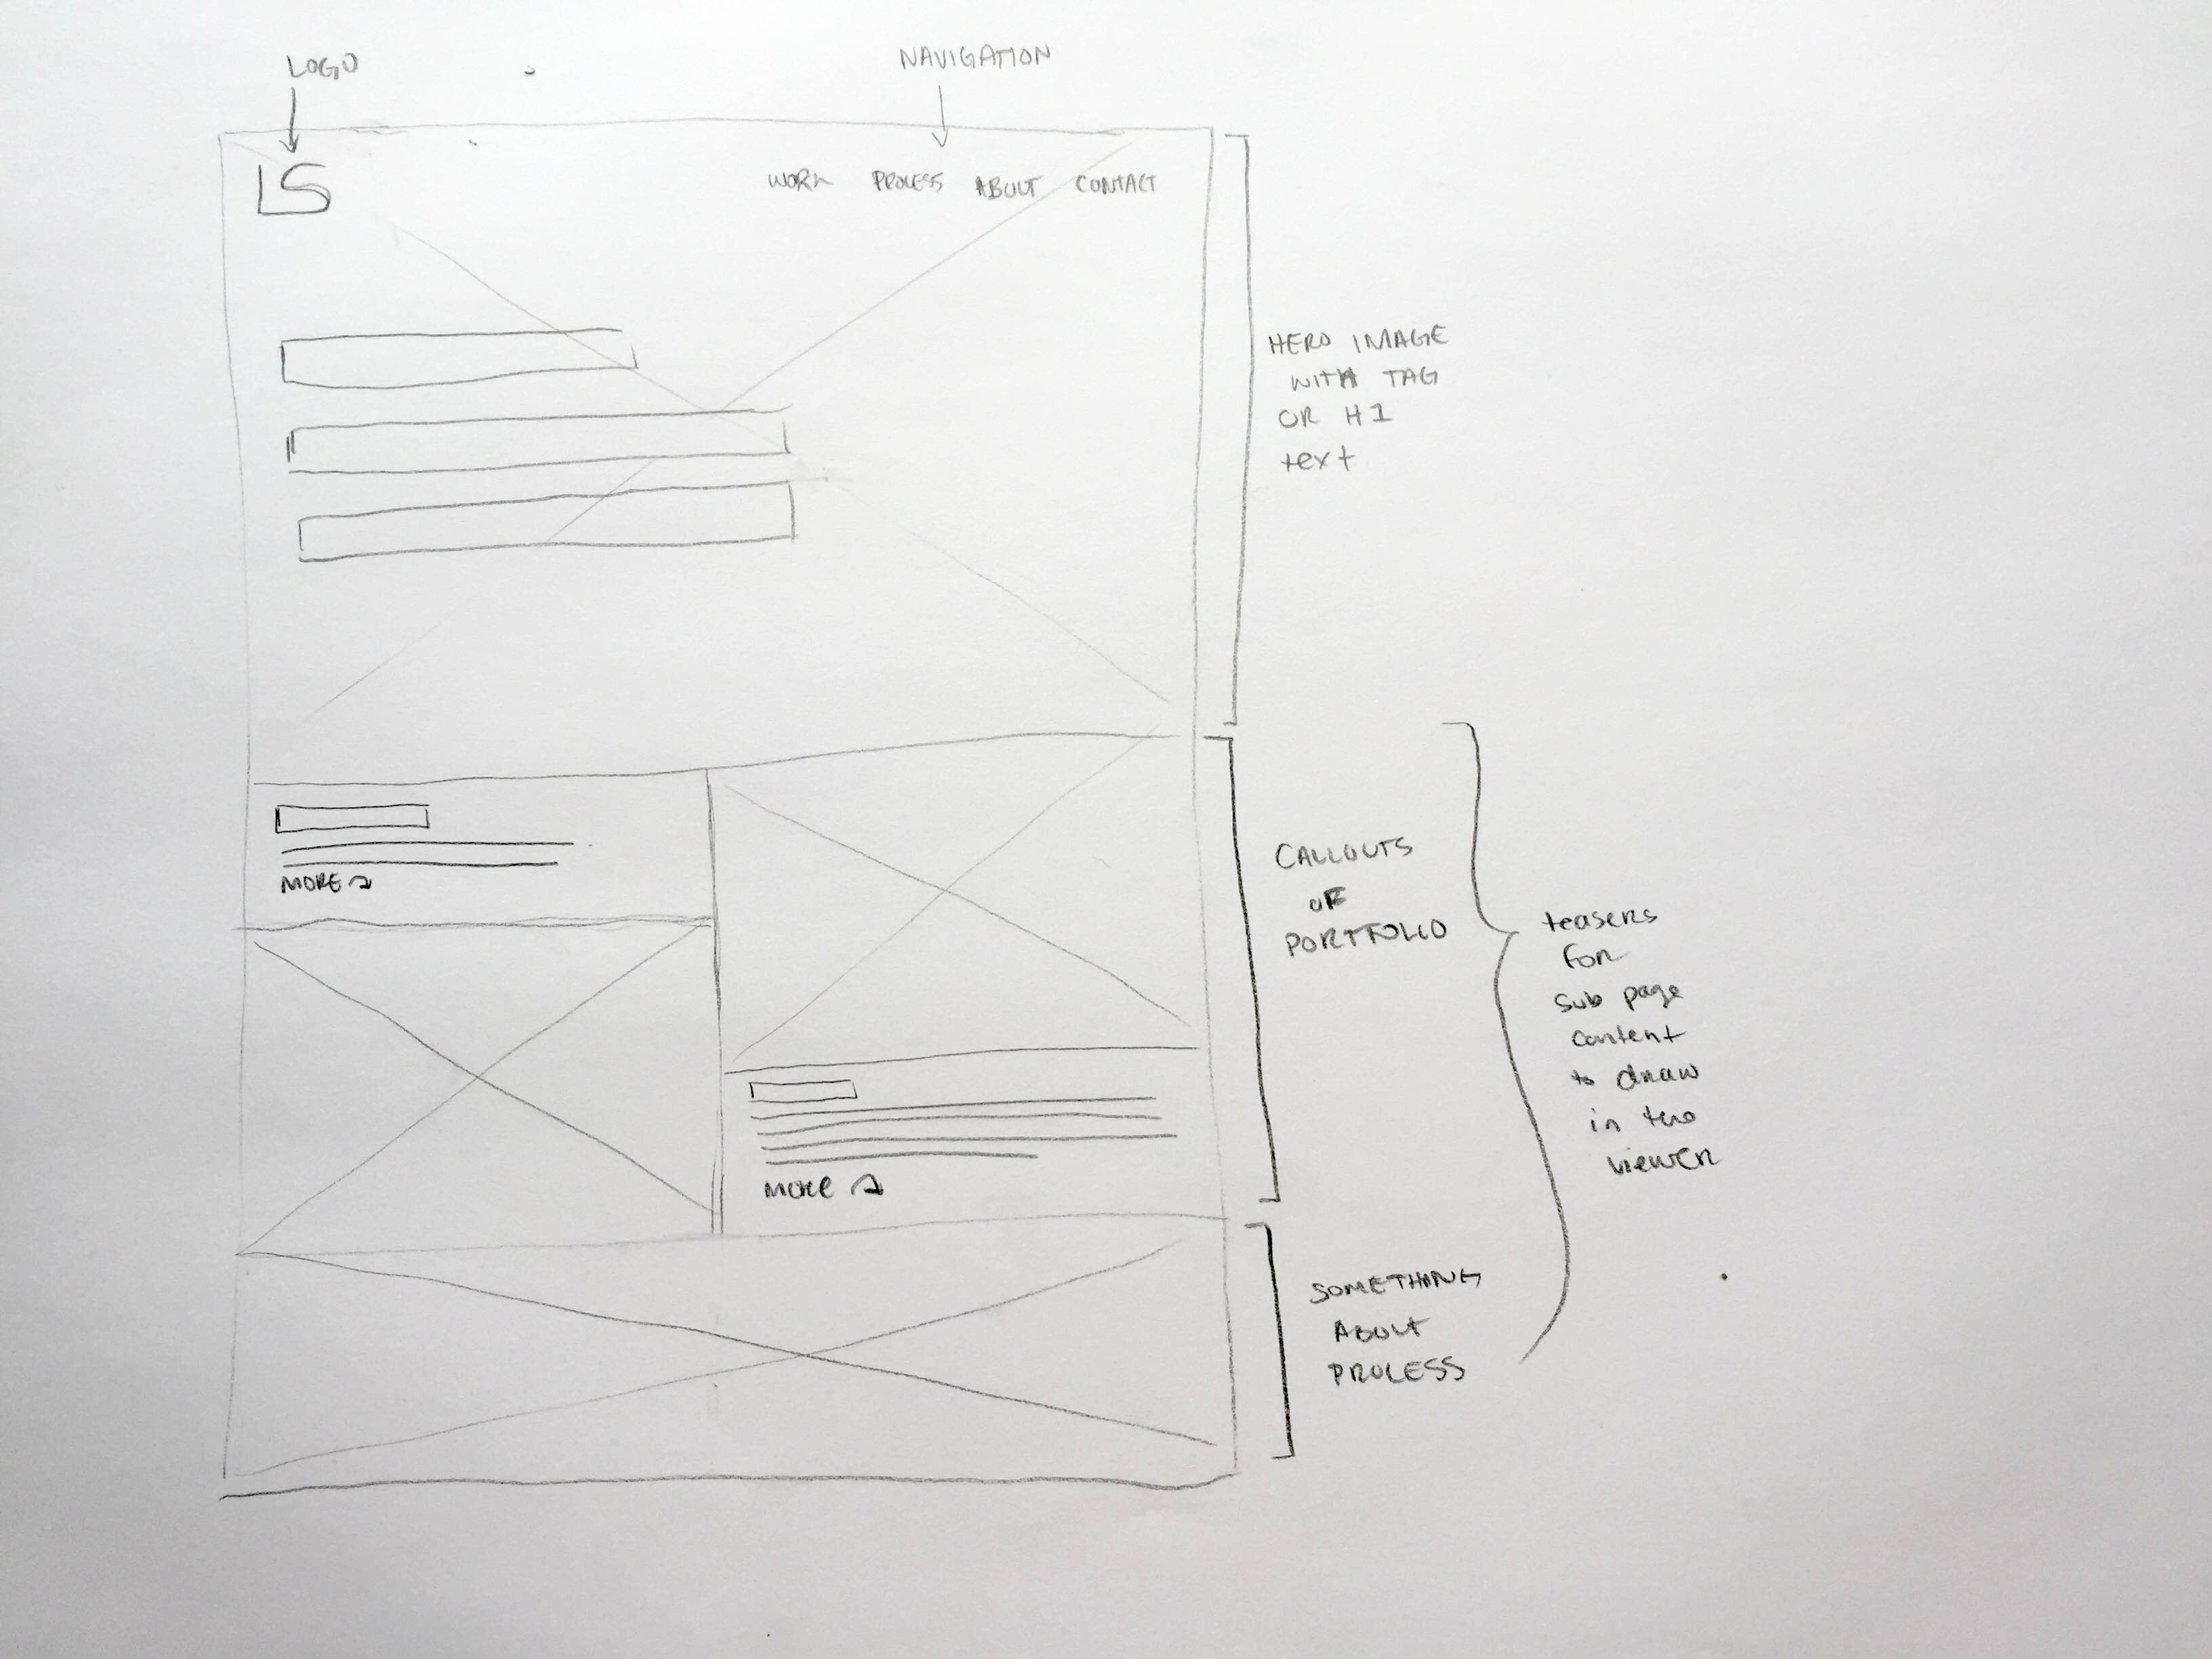 LOGO
NAVIGATION
LS
WORK PROCESS ABOUT CONTACT
HERO IMAGE
WITH TAG
OR H1
text
MORE
CALLOUTS
OF
PORTFOLIO
MORE
teasers
for
sub page
content
to draw
in the
viewer
SOMETHING
ABOUT
PROCESS